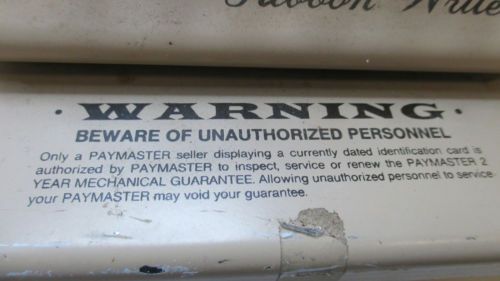 Ribbon Write
· WARNING ·
BEWARE OF UNAUTHORIZED PERSONNEL
Only a PAYMASTER seller displaying a currently dated identification card is
authorized by PAYMASTER to inspect, service or renew the PAYMASTER 2
YEAR MECHANICAL GUARANTEE. Allowing unauthorized personnel to service
your PAYMASTER may void your guarantee.